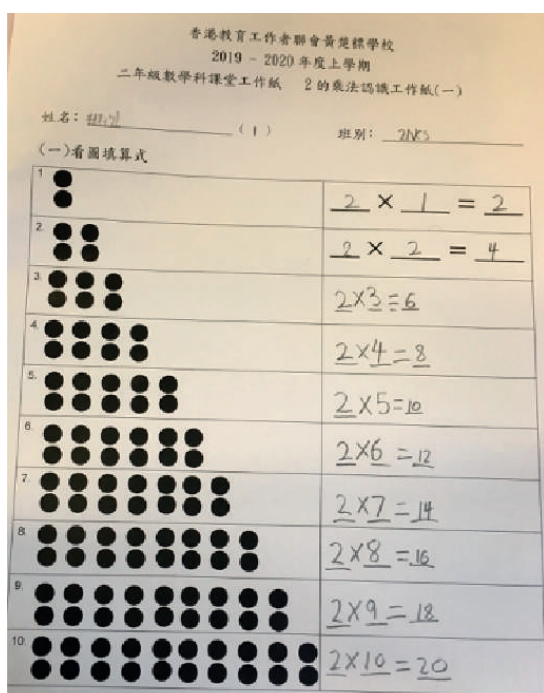 香港教育工作者聯會黃楚標學校
2019 - 2020 年度上學期
二年級數學科課堂工作紙 2 的乘法認識工作紙(一)
姓名: ( 1 ) 班別:
(一)看圖填算式
1 2 × 1 = 2
2. 2 × 2 = 4
3. 2×3=6
4. 2×4=8
5. 2×5=10
6. 2×6=12
7. 2×7=14
8. 2×8=16
9. 2×9=18
10. 2×10=20